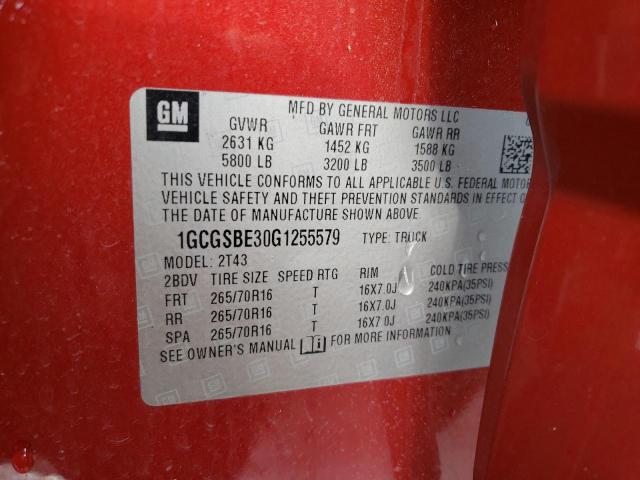 GM
MFD BY GENERAL MOTORS LLC
GVWR GAWR FRT GAWR RR
2631 KG 1452 KG 1588 KG
5800 LB 3200 LB 3500 LB
THIS VEHICLE CONFORMS TO ALL APPLICABLE U.S. FEDERAL MOTOR
VEHICLE SAFETY AND THEFT PREVENTION STANDARDS IN EFFECT
THE DATE OF MANUFACTURE SHOWN ABOVE.
1GCGSBE30G1255579 TYPE: TRUCK
MODEL: 2T43
2BDV TIRE SIZE SPEED RTG RIM COLD TIRE PRESS
FRT 265/70R16 T 16X7.0J 240KPA(35PSI)
RR 265/70R16 T 16X7.0J 240KPA(35PSI)
SPA 265/70R16 T 16X7.0J 240KPA(35PSI)
SEE OWNER'S MANUAL i FOR MORE INFORMATION